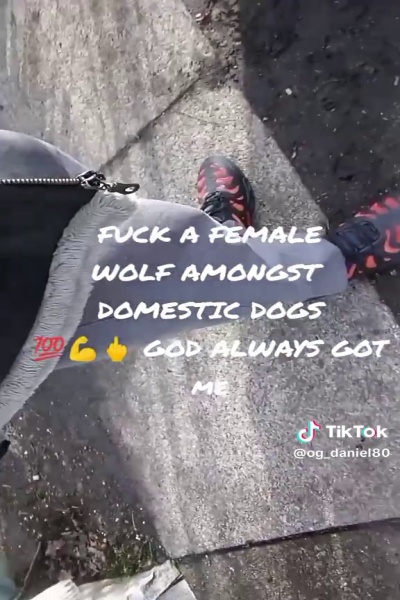 FUCK A FEMALE
WOLF AMONGST
DOMESTIC DOGS
💯💪🖕 GOD ALWAYS GOT
ME
TikTok
@og_daniel80